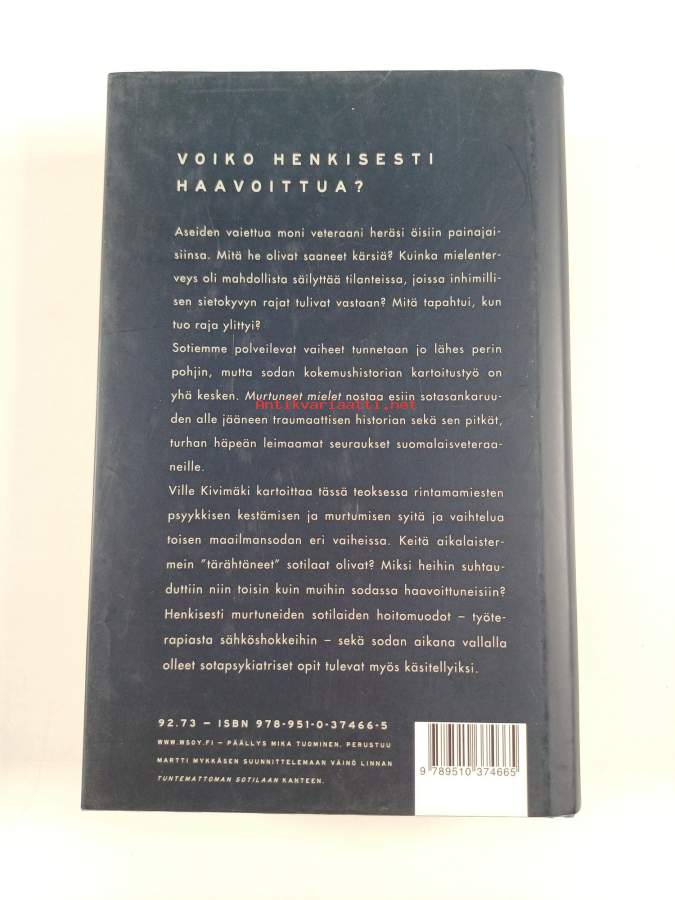 VOIKO HENKISESTI
HAAVOITTUA?
Aseiden vaiettua moni veteraani heräsi öisiin painajai-
siinsa. Mitä he olivat saaneet kärsiä? Kuinka mielenter-
veys oli mahdollista säilyttää tilanteissa, joissa inhimilli-
sen sietokyvyn rajat tulivat vastaan? Mitä tapahtui, kun
tuo raja ylittyi?
Sotiemme polveilevat vaiheet tunnetaan jo lähes perin
pohjin, mutta sodan kokemushistorian kartoitustyö on
yhä kesken. Murtuneet mielet nostaa esiin sotasankaruu-
Antikvariaatti.net
den alle jääneen traumaattisen historian sekä sen pitkät,
turhan häpeän leimaamat seuraukset suomalaisveteraa-
neille.
Ville Kivimäki kartoittaa tässä teoksessa rintamamiesten
psyykkisen kestämisen ja murtumisen syitä ja vaihtelua
toisen maailmansodan eri vaiheissa. Keitä aikalaister-
mein "tärähtäneet" sotilaat olivat? Miksi heihin suhtau-
duttiin niin toisin kuin muihin sodassa haavoittuneisiin?
Henkisesti murtuneiden sotilaiden hoitomuodot – työte-
rapiasta sähköshokkeihin – sekä sodan aikana vallalla
olleet sotapsykiatriset opit tulevat myös käsitellyiksi.
92.73 – ISBN 978-951-0-37466-5
WWW.WSOY.FI – PÄÄLLYS MIKA TUOMINEN, PERUSTUU
MARTTI MYKKÄSEN SUUNNITTELEMAAN VÄINÖ LINNAN
TUNTEMATTOMAN SOTILAAN KANTEEN.
9 789510 374665